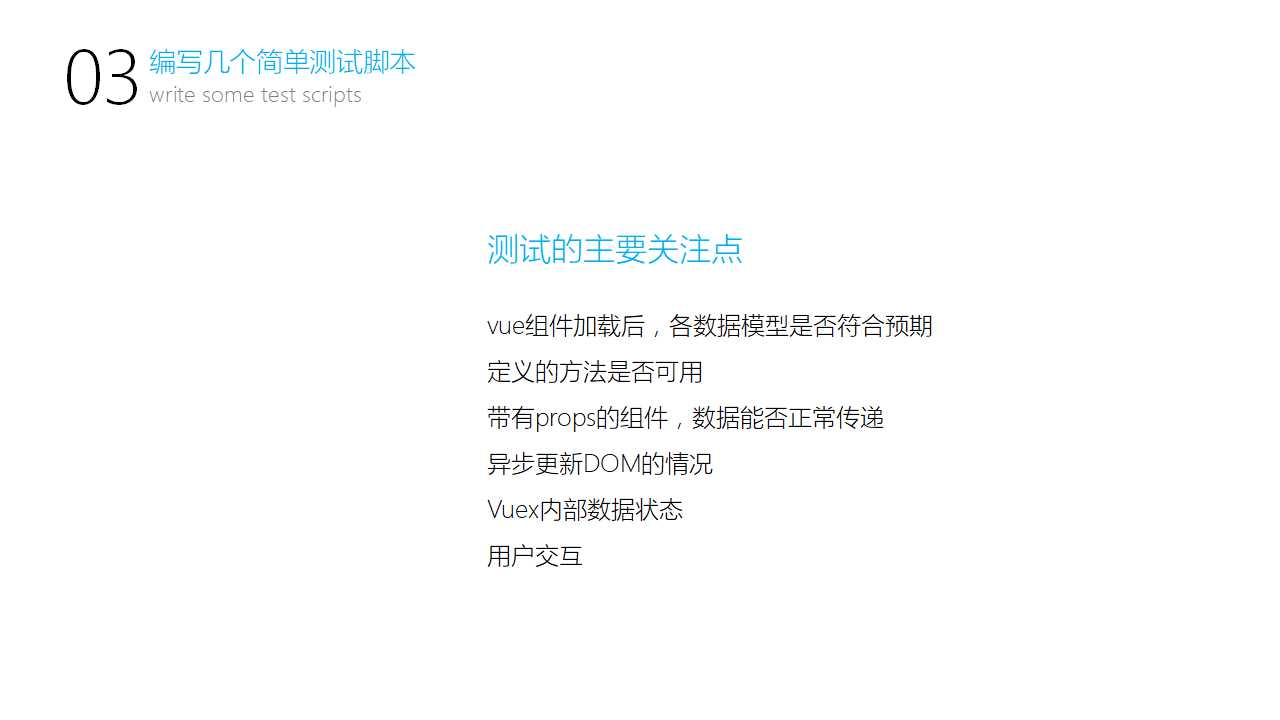 03
编写几个简单测试脚本
write some test scripts
测试的主要关注点
vue组件加载后，各数据模型是否符合预期
定义的方法是否可用
带有props的组件，数据能否正常传递
异步更新DOM的情况
Vuex内部数据状态
用户交互